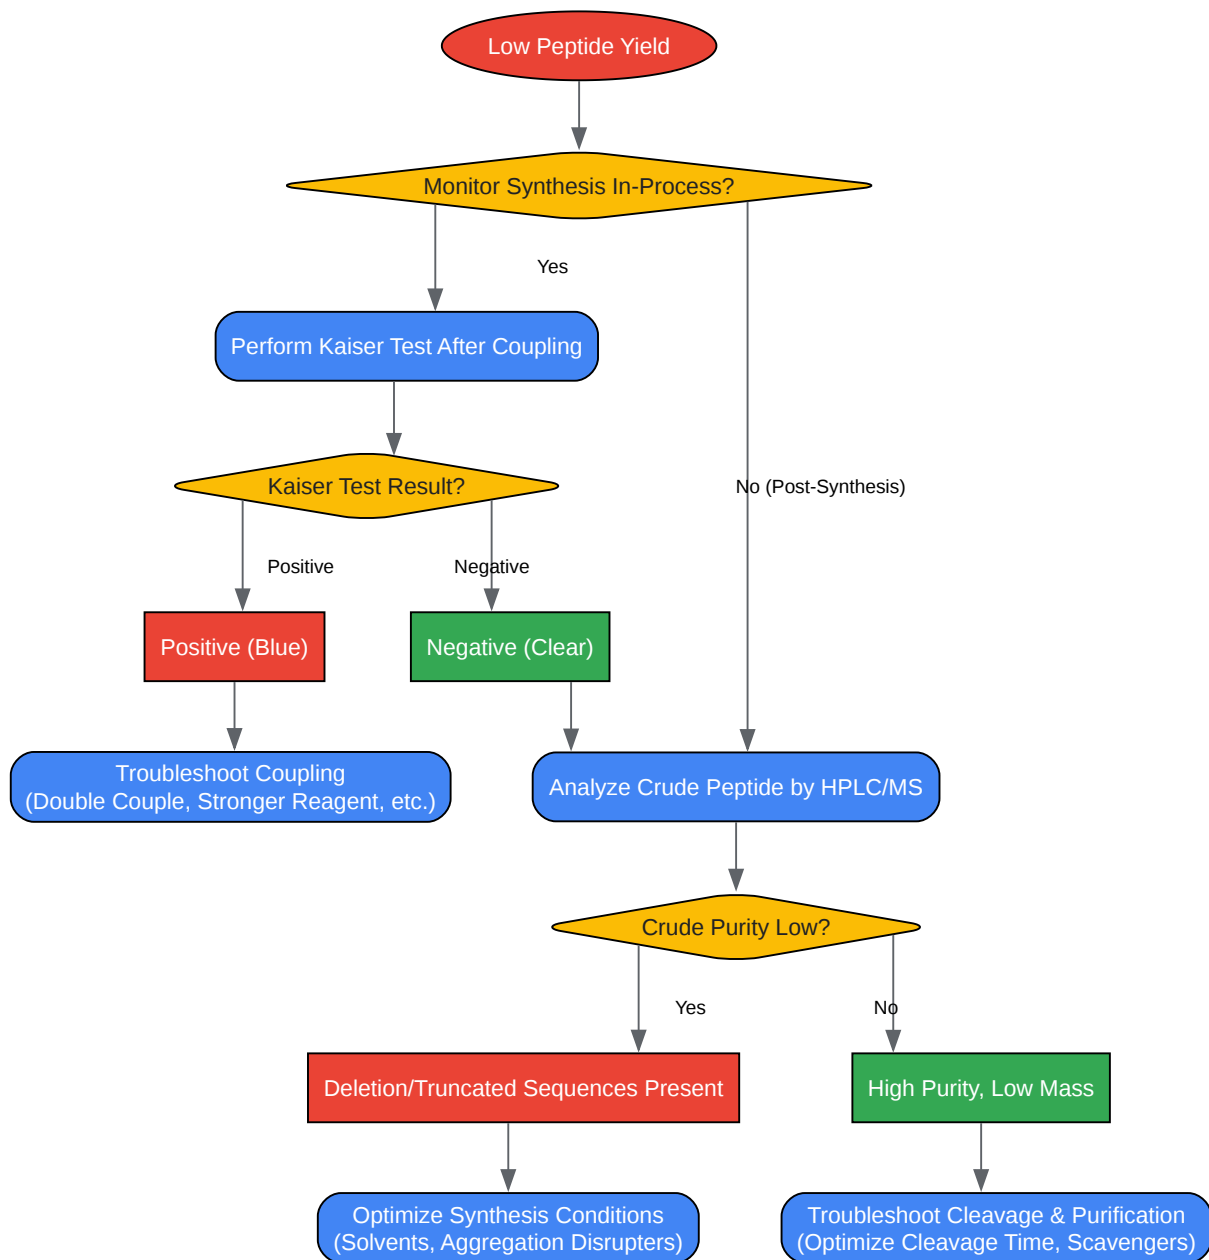 Low Peptide Yield
Monitor Synthesis In-Process?
Yes
Perform Kaiser Test After Coupling
Kaiser Test Result?
No (Post-Synthesis)
Positive
Negative
Positive (Blue)
Negative (Clear)
Troubleshoot Coupling
(Double Couple, Stronger Reagent, etc.)
Analyze Crude Peptide by HPLC/MS
Crude Purity Low?
Yes
No
Deletion/Truncated Sequences Present
High Purity, Low Mass
Optimize Synthesis Conditions
(Solvents, Aggregation Disrupters)
Troubleshoot Cleavage & Purification
(Optimize Cleavage Time, Scavengers)